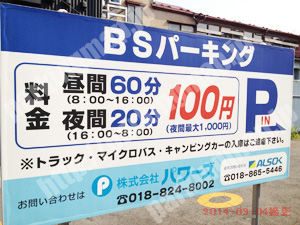 BSパーキング
料金
昼間60分
(8:00〜16:00)
夜間20分
(16:00〜8:00)
100円
(夜間最大1,000円)
P
IN
※トラック・マイクロバス・キャンピングカーの入庫はご遠慮下さい。
お問い合わせは
P 株式会社パワーズ
☎018-824-8002
ALSOK
☎018-865-5446